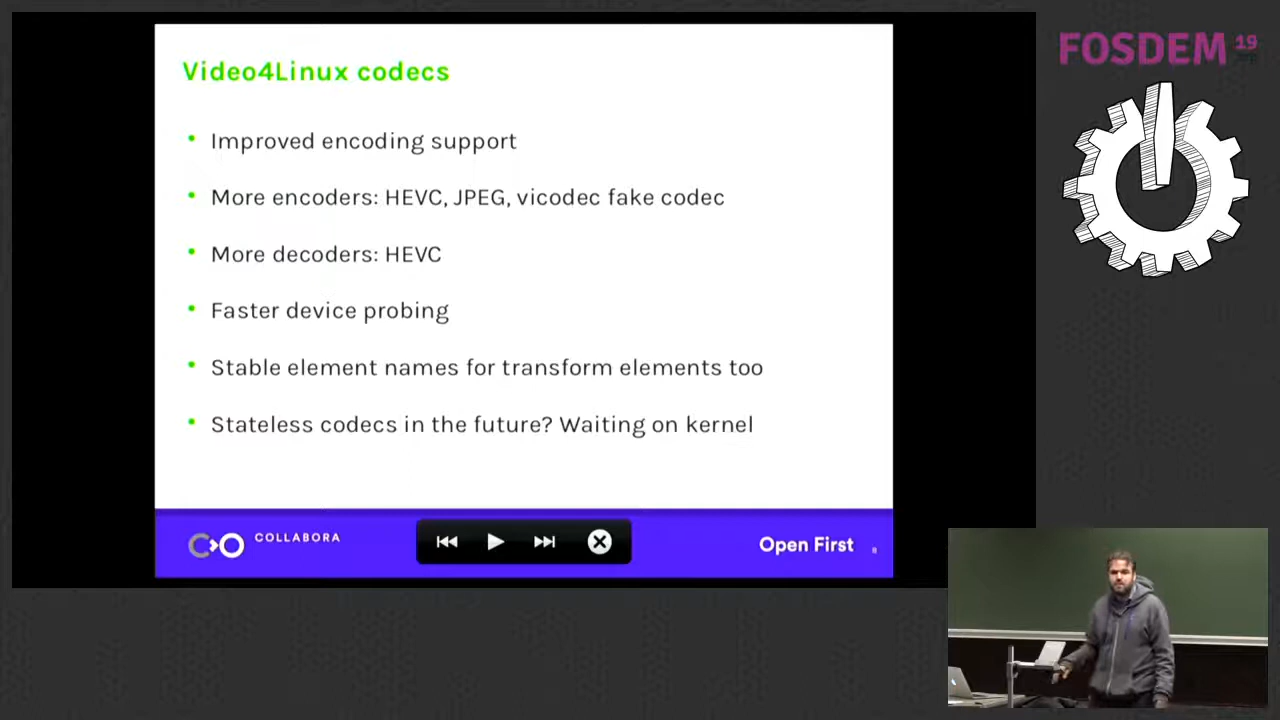 Video4Linux codecs
Improved encoding support
More encoders: HEVC, JPEG, vicodec fake codec
More decoders: HEVC
Faster device probing
Stable element names for transform elements too
Stateless codecs in the future? Waiting on kernel
COLLABORA
Open First
FOSDEM 19